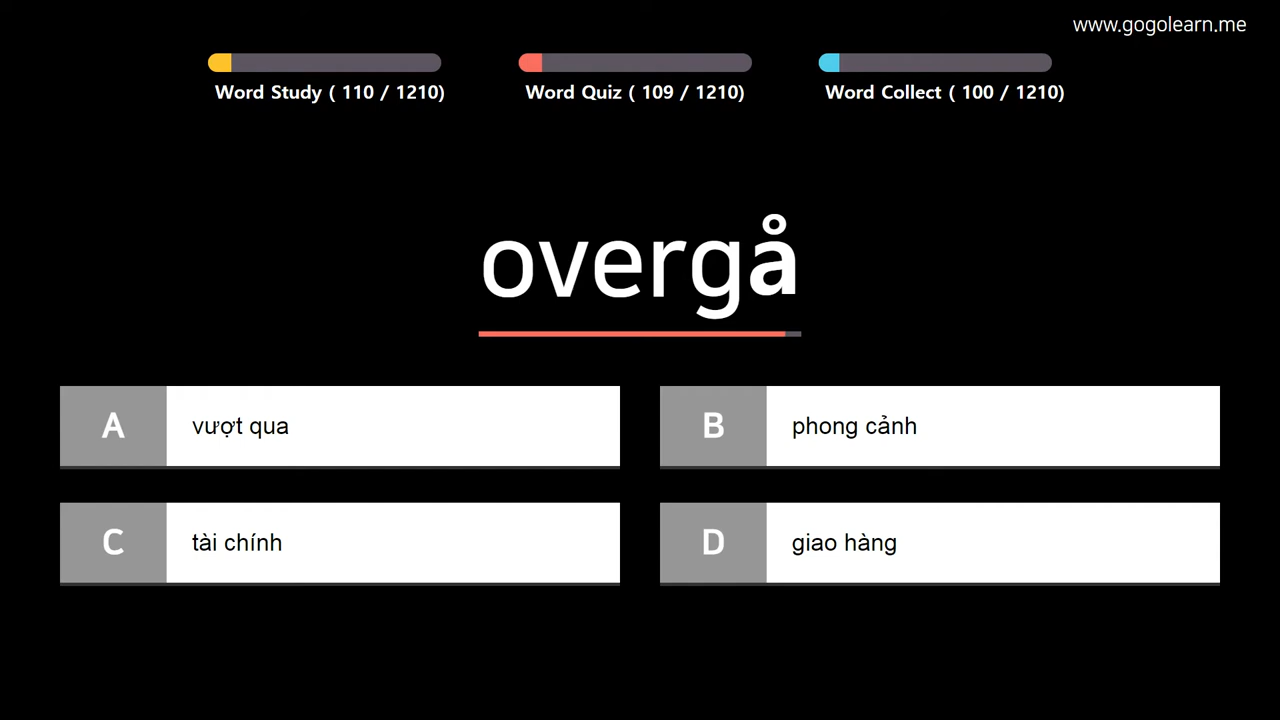 www.gogolearn.me
Word Study ( 110 / 1210)
Word Quiz ( 109 / 1210)
Word Collect ( 100 / 1210)
overgå
A vượt qua
B phong cảnh
C tài chính
D giao hàng